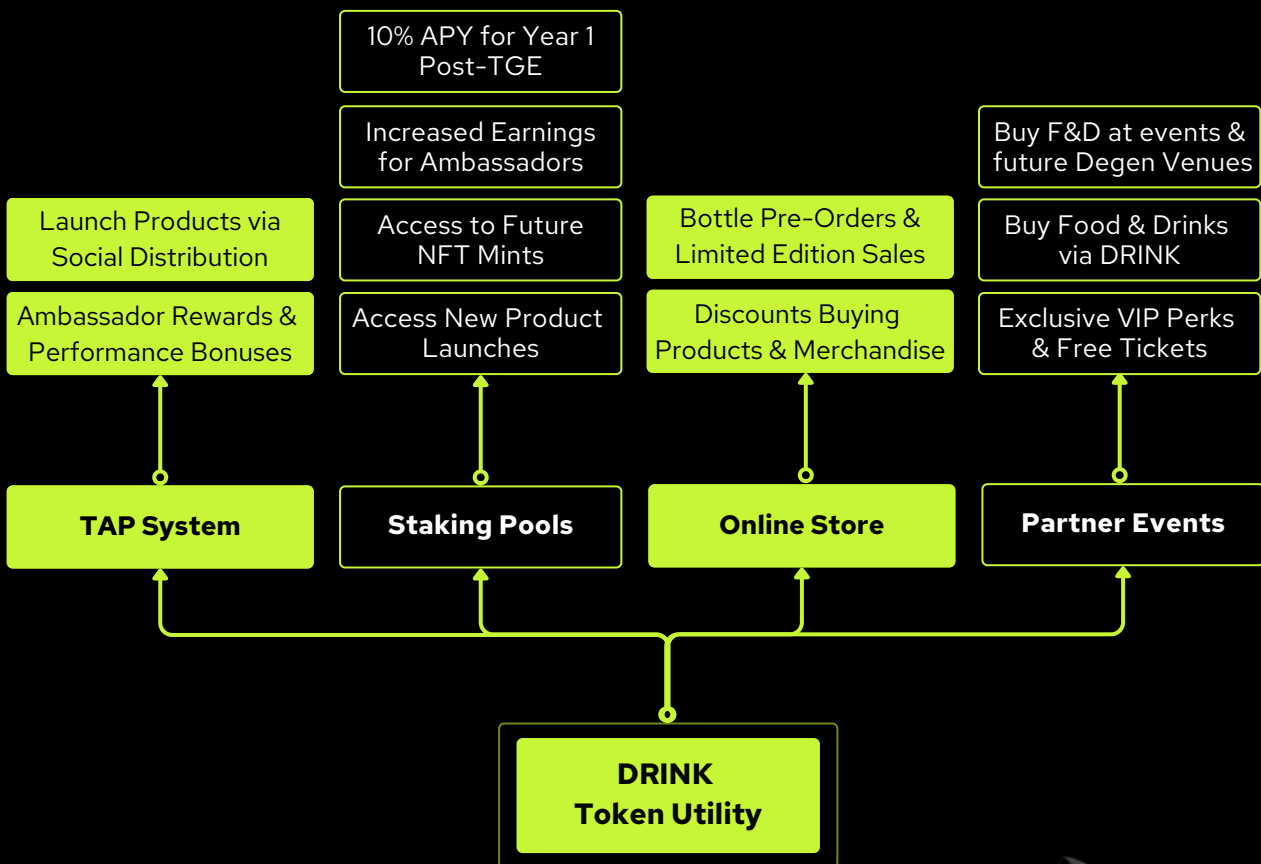 10% APY for Year 1
Post-TGE
Increased Earnings
for Ambassadors
Buy F&D at events &
future Degen Venues
Launch Products via
Social Distribution
Access to Future
NFT Mints
Bottle Pre-Orders &
Limited Edition Sales
Buy Food & Drinks
via DRINK
Ambassador Rewards &
Performance Bonuses
Access New Product
Launches
Discounts Buying
Products & Merchandise
Exclusive VIP Perks
& Free Tickets
TAP System
Staking Pools
Online Store
Partner Events
DRINK
Token Utility